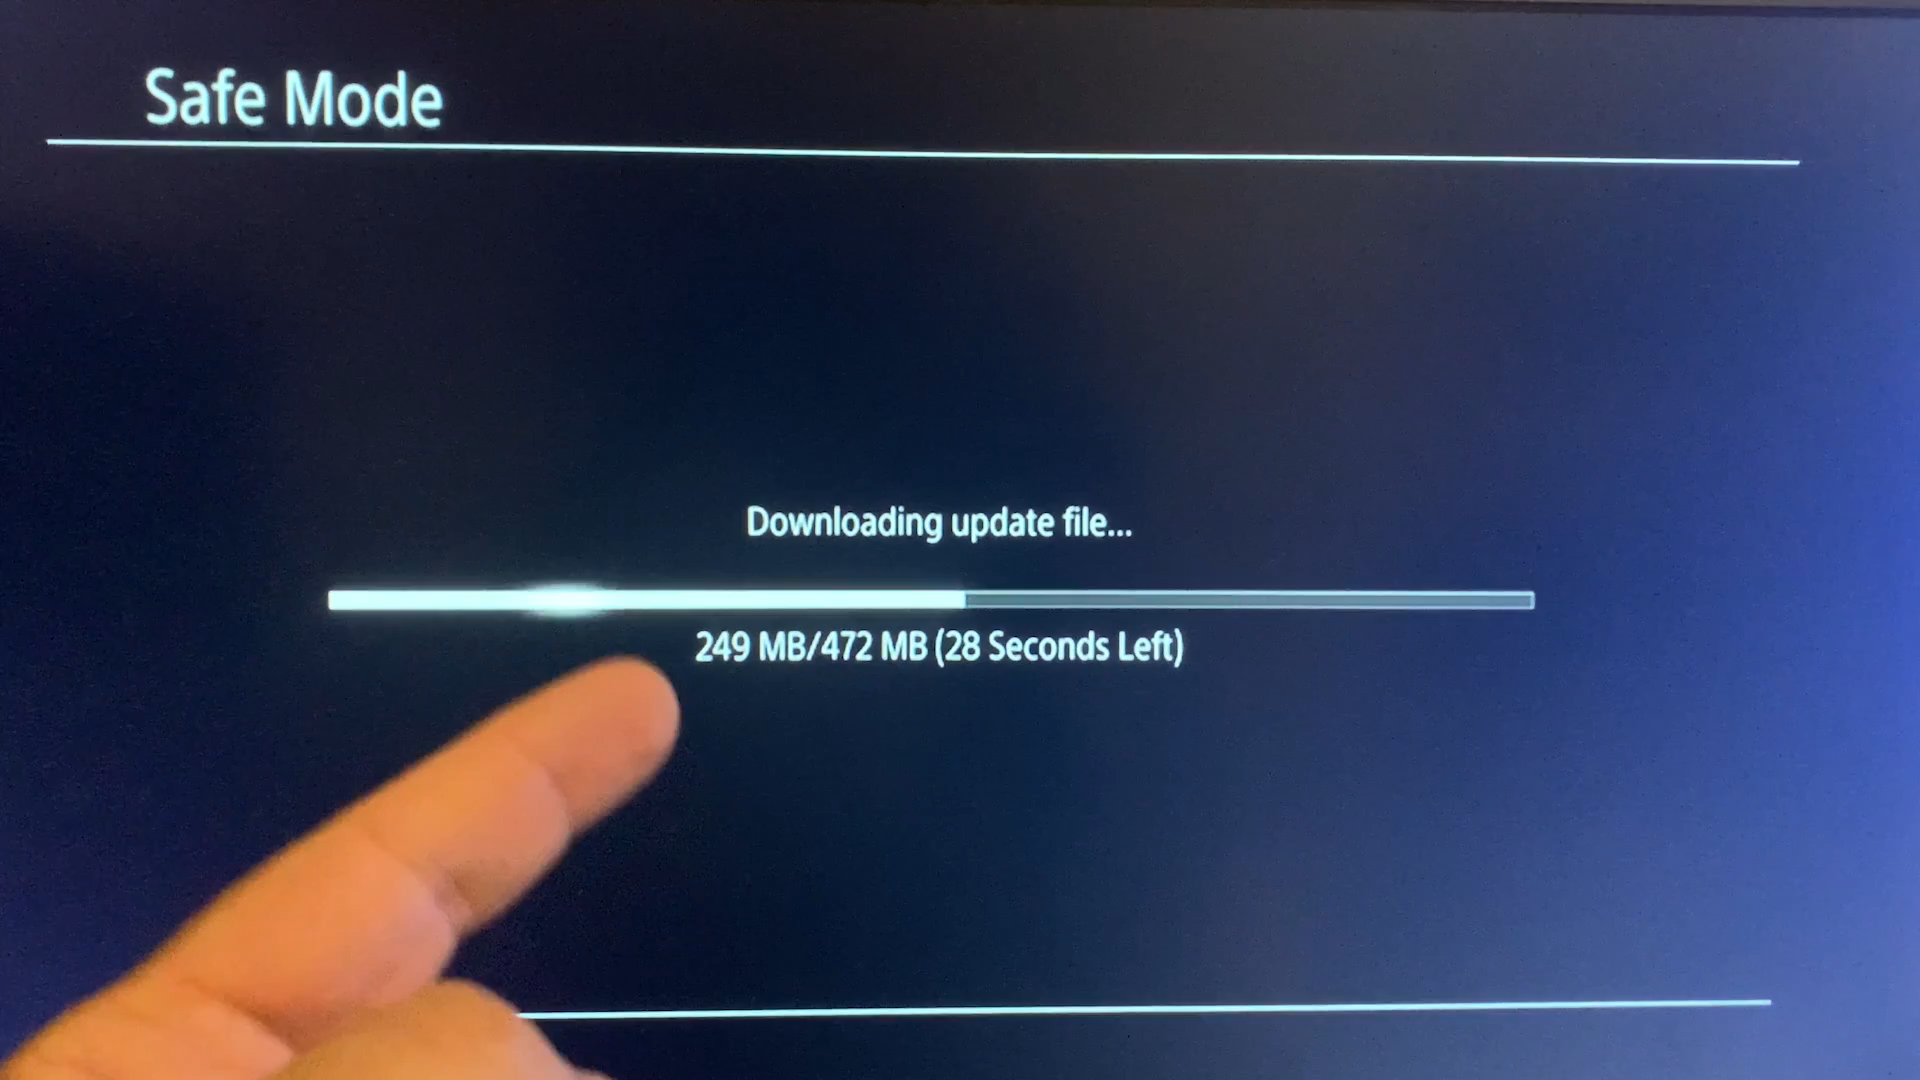 Safe Mode
Downloading update file...
249 MB/472 MB (28 Seconds Left)